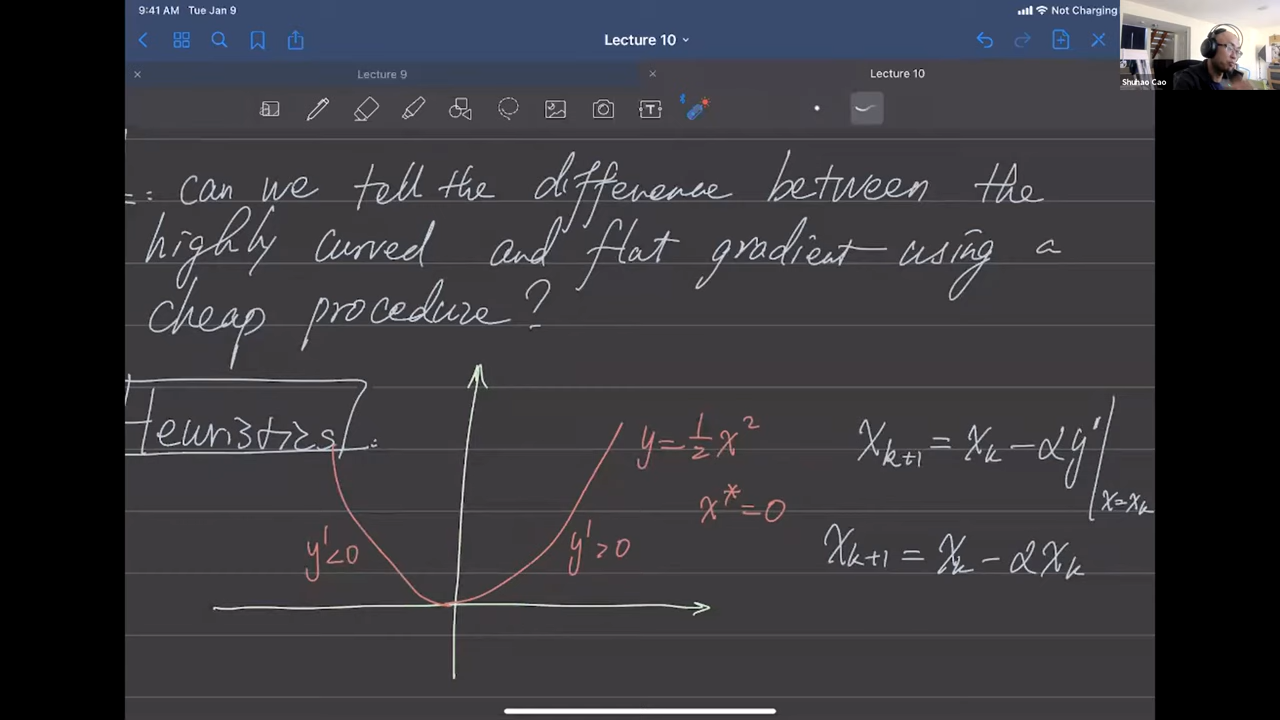 9:41 AM Tue Jan 9
Not Charging
Lecture 10
Shuhao Cao
Lecture 9
Lecture 10
can we tell the difference between the
highly curved and flat gradient using a
cheap procedure?
Heuristics:
y = 1/2 x^2
x* = 0
y' < 0
y' > 0
x_{k+1} = x_k - αy' |_{x=x_k}
x_{k+1} = x_k - αx_k